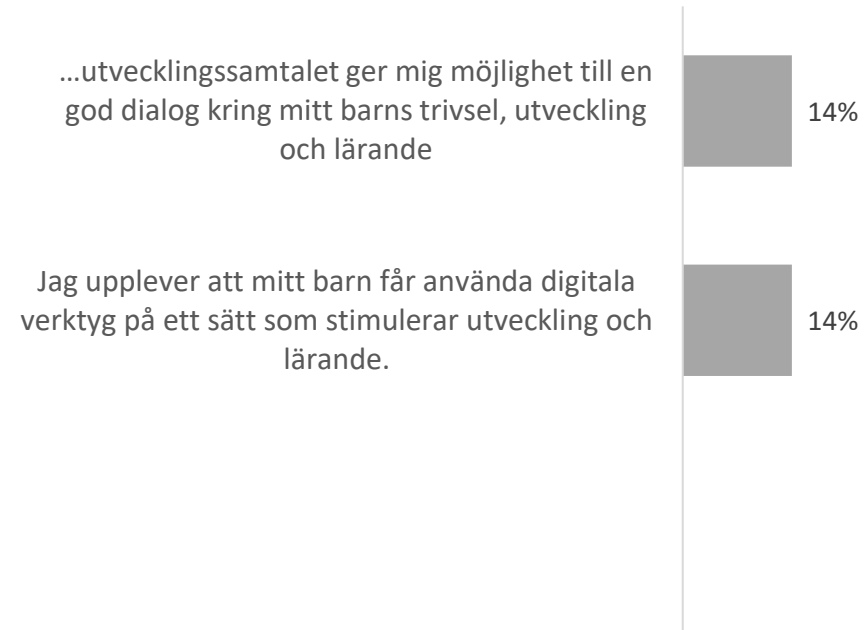 …utvecklingssamtalet ger mig möjlighet till en
god dialog kring mitt barns trivsel, utveckling
och lärande
14%
Jag upplever att mitt barn får använda digitala
verktyg på ett sätt som stimulerar utveckling och
lärande.
14%